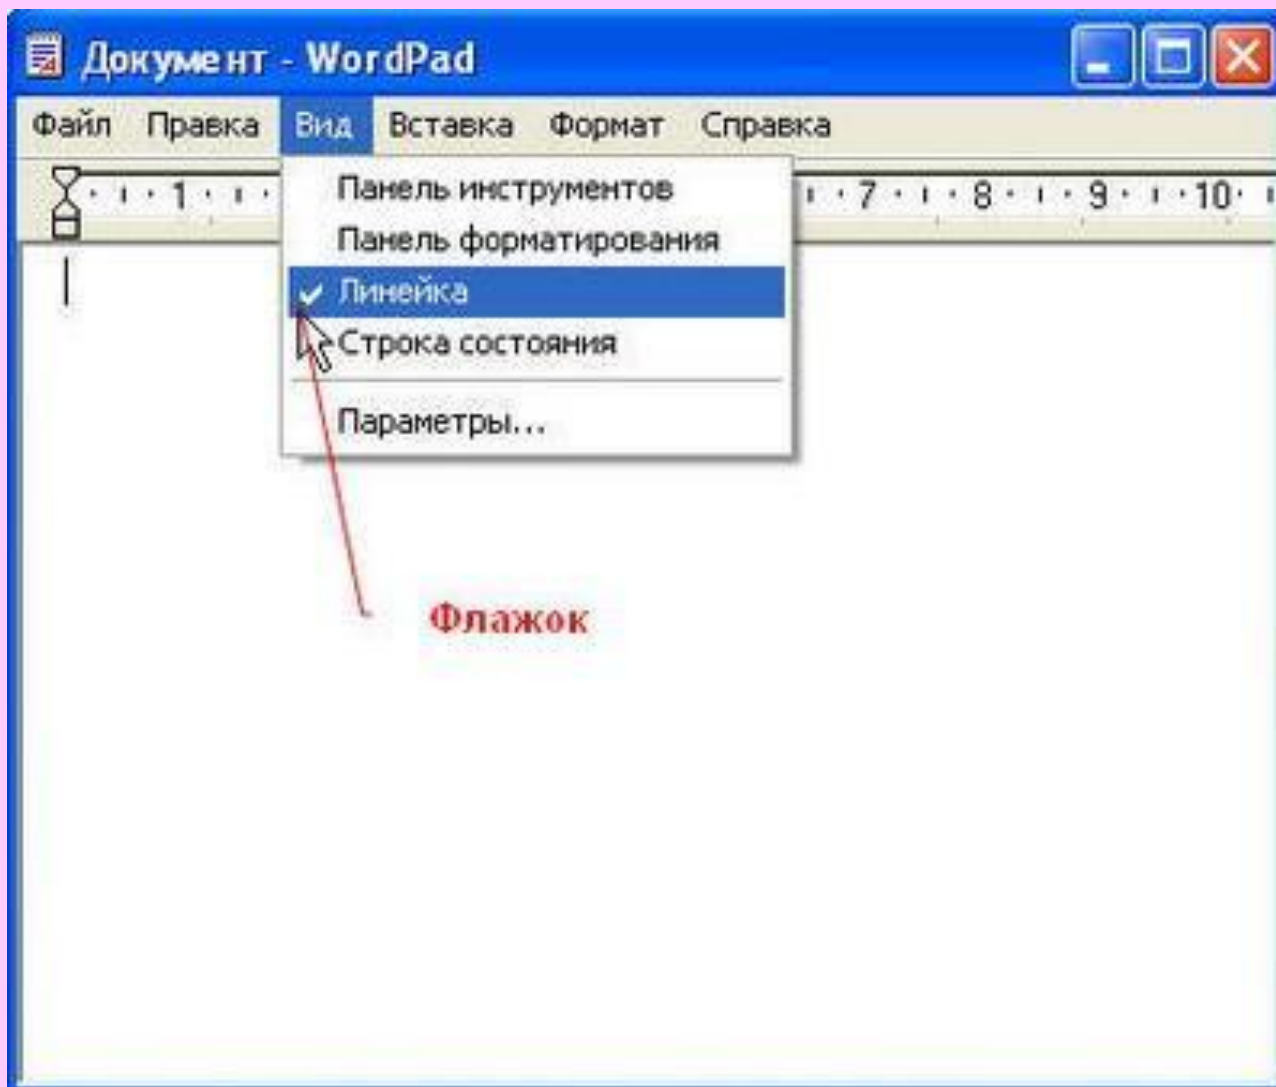 Документ - WordPad
Файл Правка Вид Вставка Формат Справка
1 7 8 9 10
Панель инструментов
Панель форматирования
Линейка
Строка состояния
Параметры...
Флажок